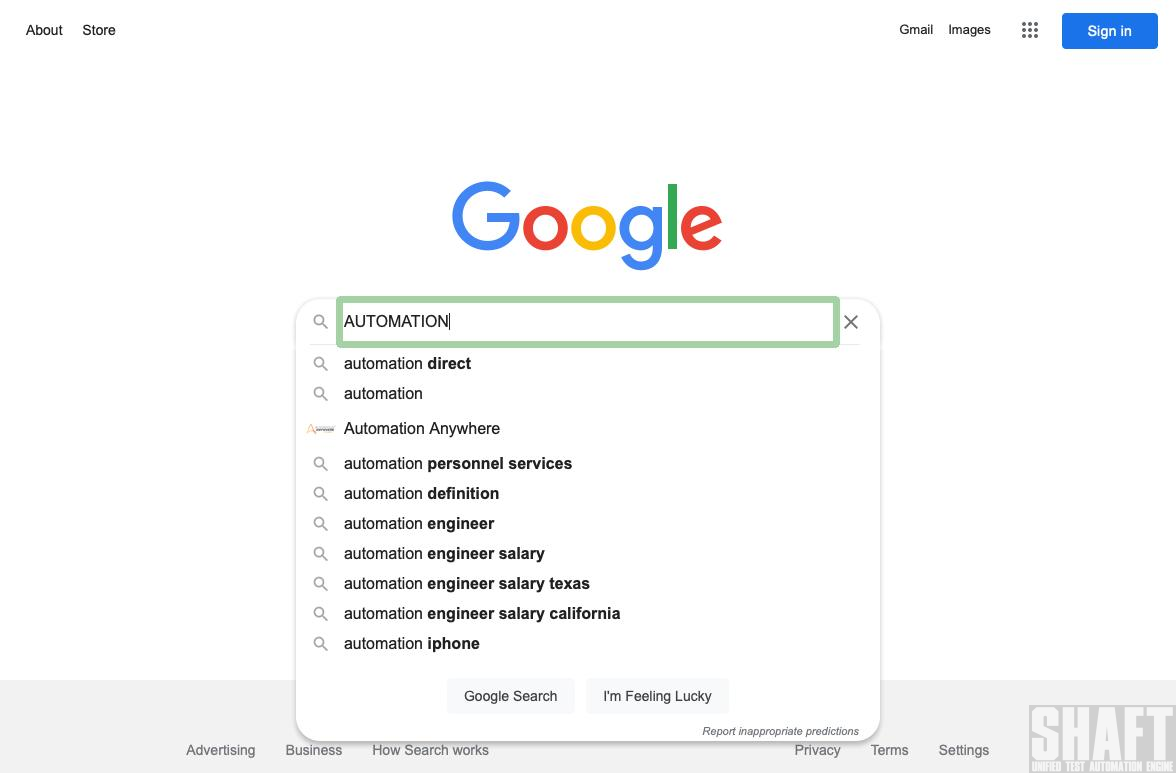 About Store Gmail Images Sign in
Google
AUTOMATION
automation direct
automation
Automation Anywhere
automation personnel services
automation definition
automation engineer
automation engineer salary
automation engineer salary texas
automation engineer salary california
automation iphone
Google Search I'm Feeling Lucky
Report inappropriate predictions
Advertising Business How Search works Privacy Terms Settings
SHAFT
UNIFIED TEST AUTOMATION ENGINE